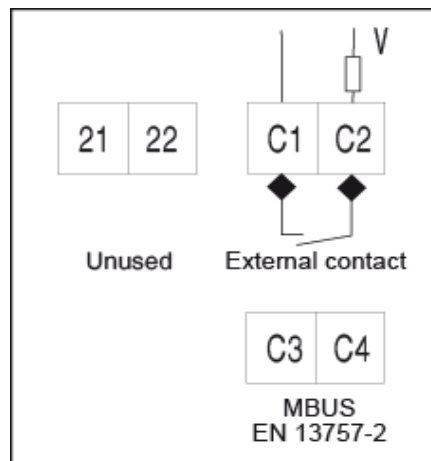 V
21 22 C1 C2
Unused External contact
C3 C4
MBUS
EN 13757-2